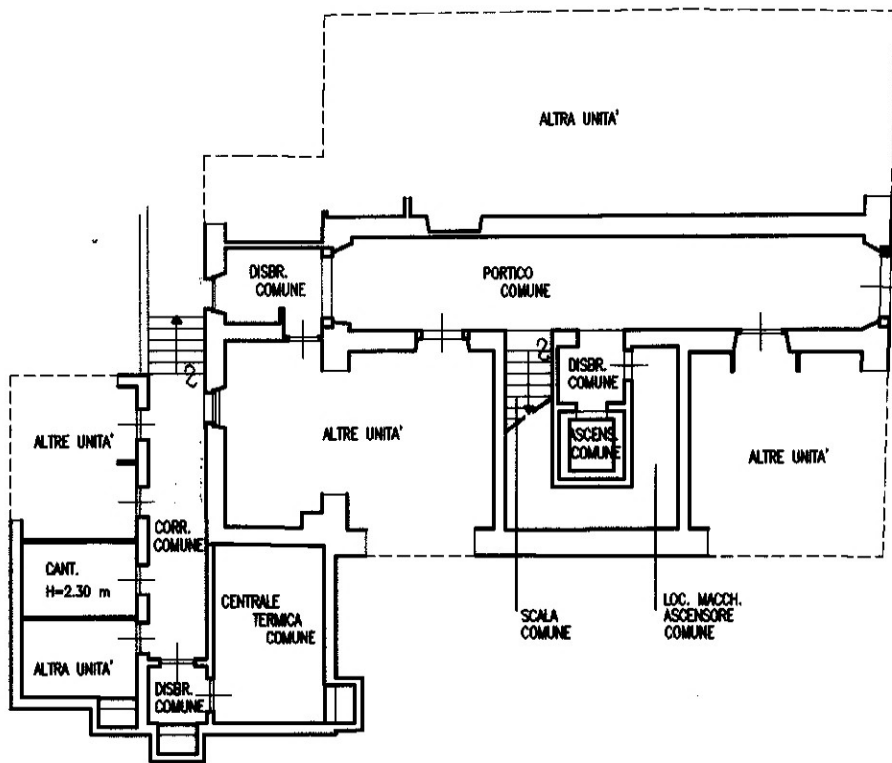 ALTRA UNITA'
DISBR.
COMUNE
PORTICO
COMUNE
DISBR.
COMUNE
ALTRE UNITA'
ALTRE UNITA'
ASCENS.
COMUNE
ALTRE UNITA'
CORR.
COMUNE
CANT.
H=2.30 m
CENTRALE
TERMICA
COMUNE
SCALA
COMUNE
LOC. MACCH.
ASCENSORE
COMUNE
ALTRA UNITA'
DISBR.
COMUNE